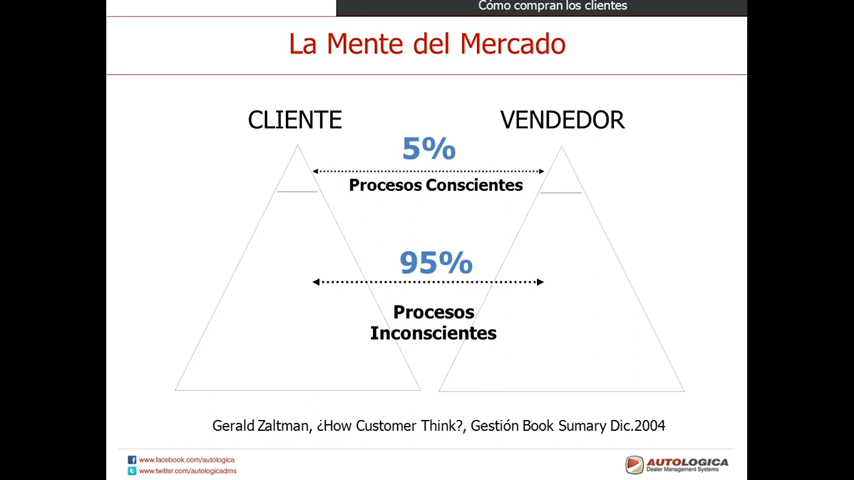 Cómo compran los clientes
La Mente del Mercado
CLIENTE
VENDEDOR
5%
Procesos Conscientes
95%
Procesos
Inconscientes
Gerald Zaltman, ¿How Customer Think?, Gestión Book Sumary Dic.2004
www.facebook.com/autologica
www.twitter.com/autologicadms
AUTOLOGICA
Dealer Management Systems